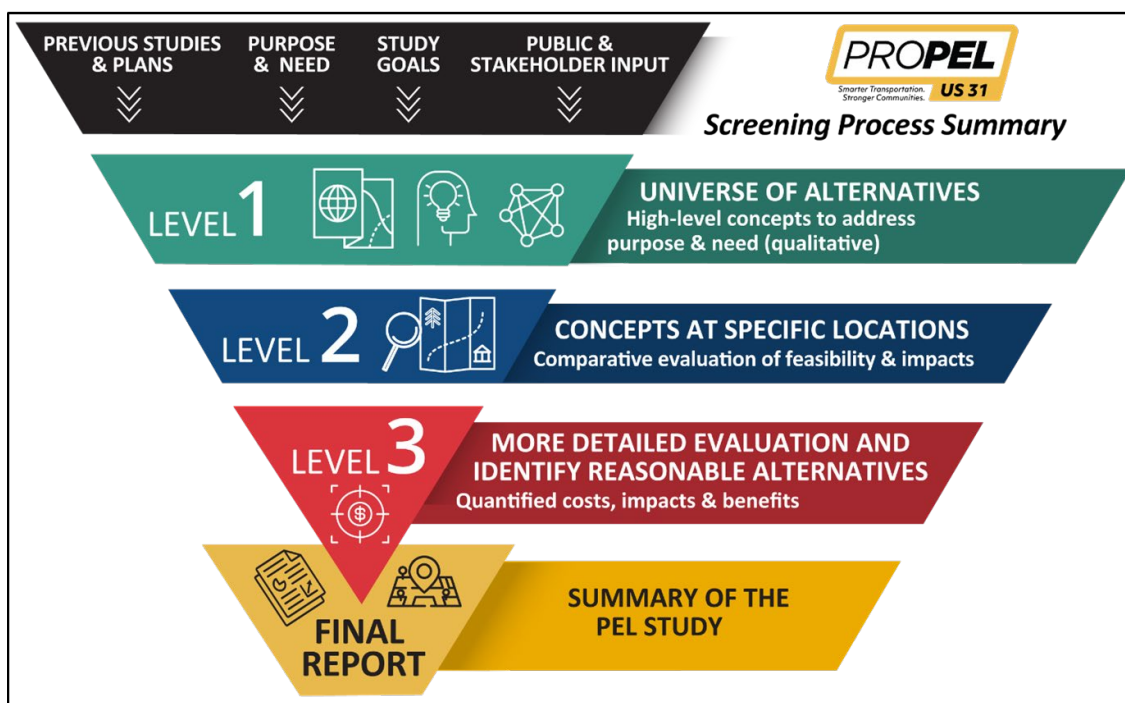 PREVIOUS STUDIES
& PLANS
PURPOSE
& NEED
STUDY
GOALS
PUBLIC &
STAKEHOLDER INPUT
PROPEL
Smarter Transportation.
Stronger Communities.
US 31
Screening Process Summary
LEVEL 1
UNIVERSE OF ALTERNATIVES
High-level concepts to address
purpose & need (qualitative)
LEVEL 2
CONCEPTS AT SPECIFIC LOCATIONS
Comparative evaluation of feasibility & impacts
LEVEL 3
MORE DETAILED EVALUATION AND
IDENTIFY REASONABLE ALTERNATIVES
Quantified costs, impacts & benefits
$
FINAL
REPORT
SUMMARY OF THE
PEL STUDY